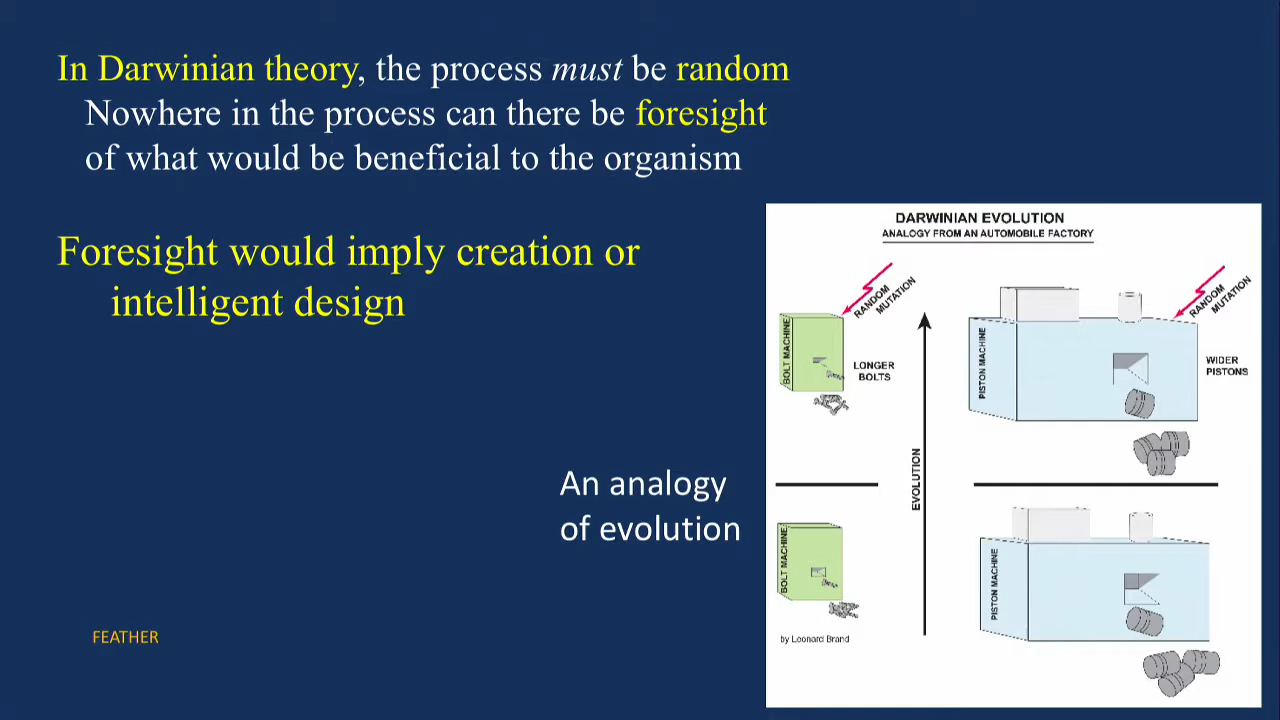 In Darwinian theory, the process must be random
Nowhere in the process can there be foresight
of what would be beneficial to the organism
Foresight would imply creation or
intelligent design
An analogy
of evolution
FEATHER
DARWINIAN EVOLUTION
ANALOGY FROM AN AUTOMOBILE FACTORY
RANDOM
MUTATION
BOLT MACHINE
LONGER
BOLTS
EVOLUTION
RANDOM
MUTATION
PISTON MACHINE
WIDER
PISTONS
BOLT MACHINE
PISTON MACHINE
by Leonard Brand